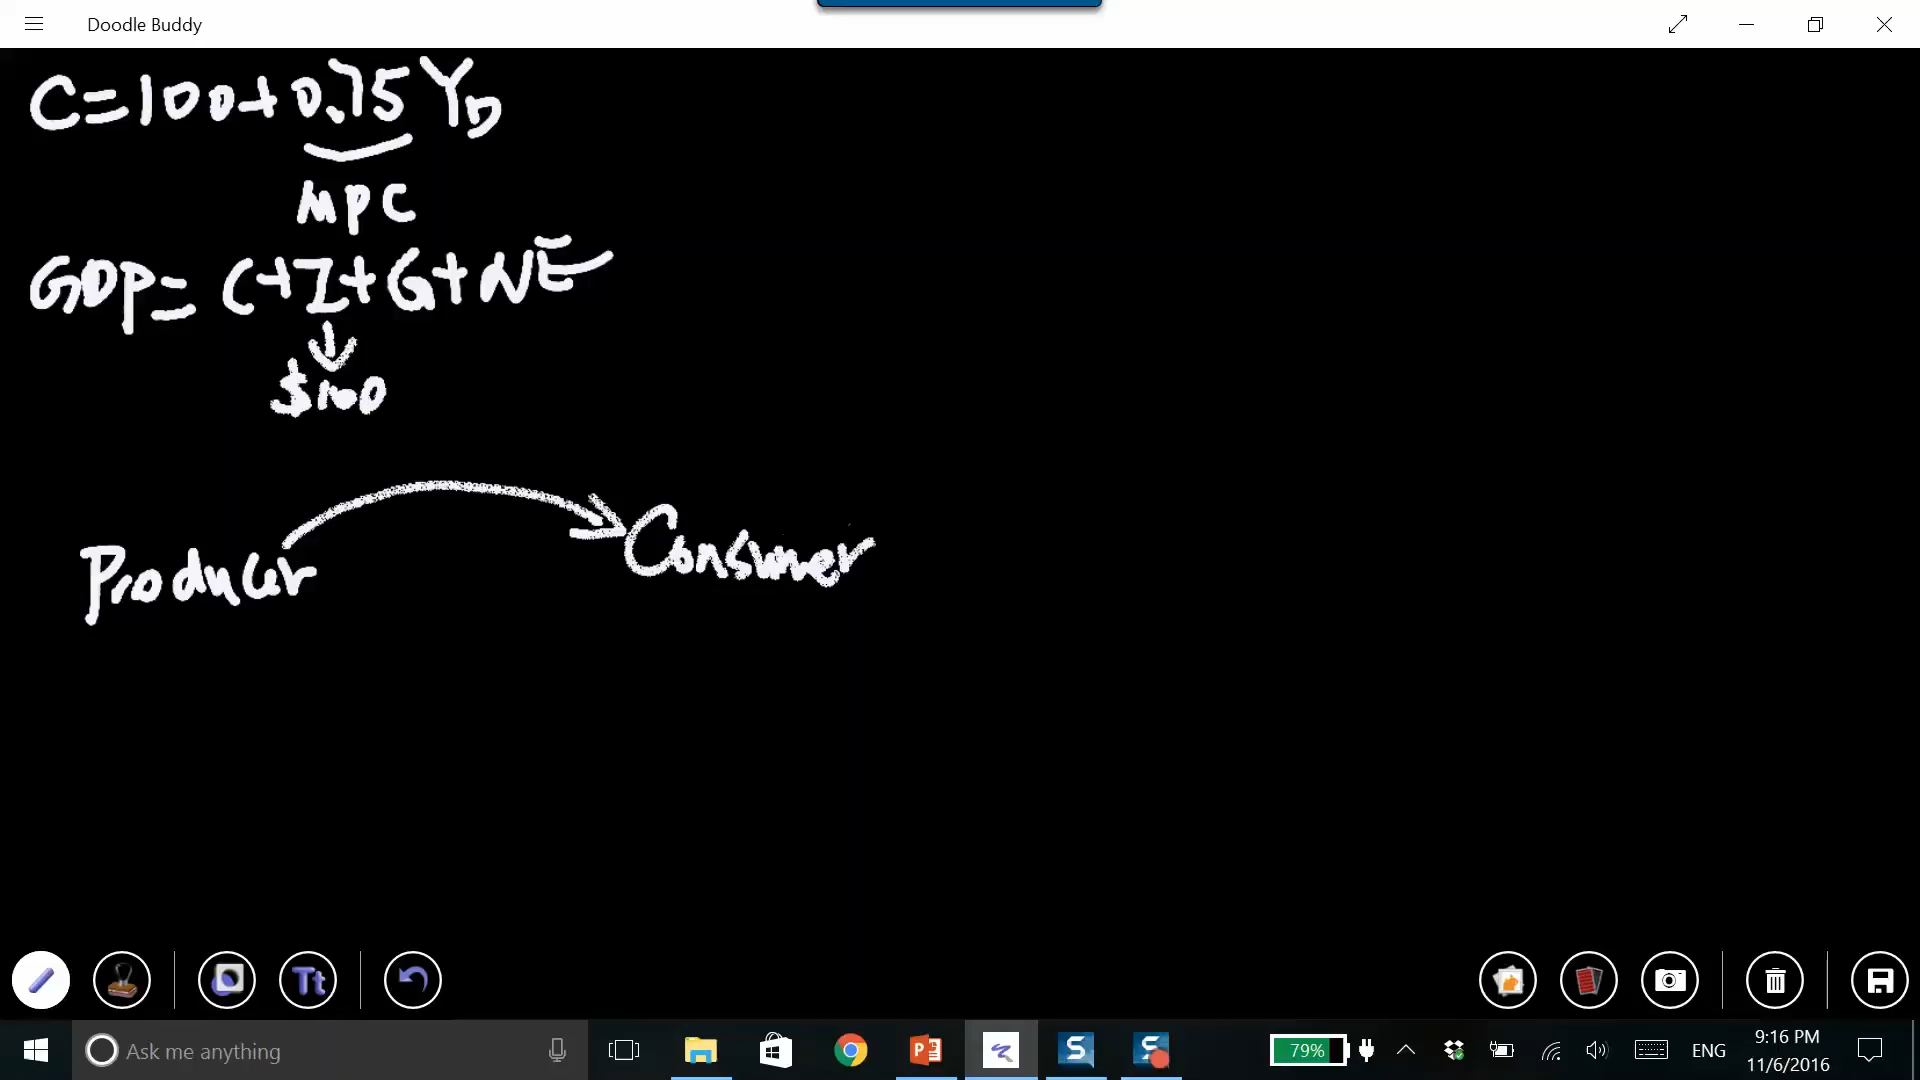 Doodle Buddy
C=100+0.75 YD
MPC
GDP= C+I+G+NE
$100
Producer
Consumer
Tt
Ask me anything
79%
ENG
9:16 PM
11/6/2016